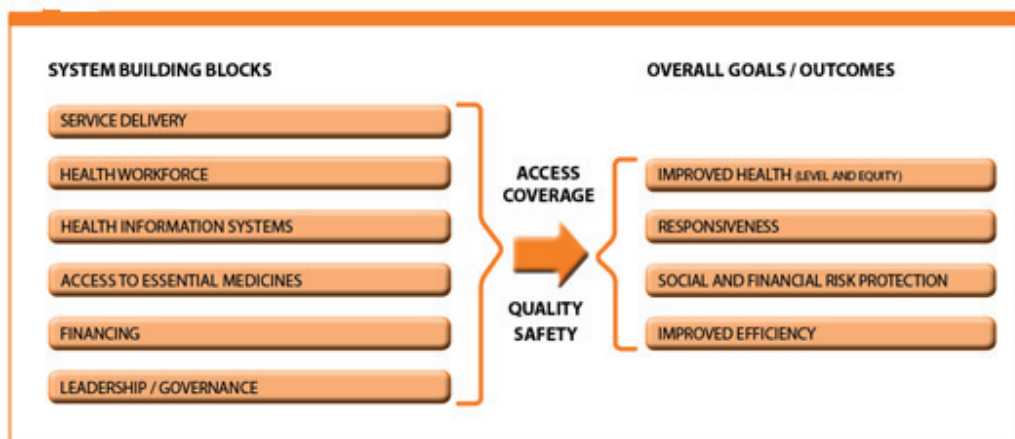 SYSTEM BUILDING BLOCKS
SERVICE DELIVERY
HEALTH WORKFORCE
HEALTH INFORMATION SYSTEMS
ACCESS TO ESSENTIAL MEDICINES
FINANCING
LEADERSHIP / GOVERNANCE
ACCESS
COVERAGE
QUALITY
SAFETY
OVERALL GOALS / OUTCOMES
IMPROVED HEALTH (LEVEL AND EQUITY)
RESPONSIVENESS
SOCIAL AND FINANCIAL RISK PROTECTION
IMPROVED EFFICIENCY